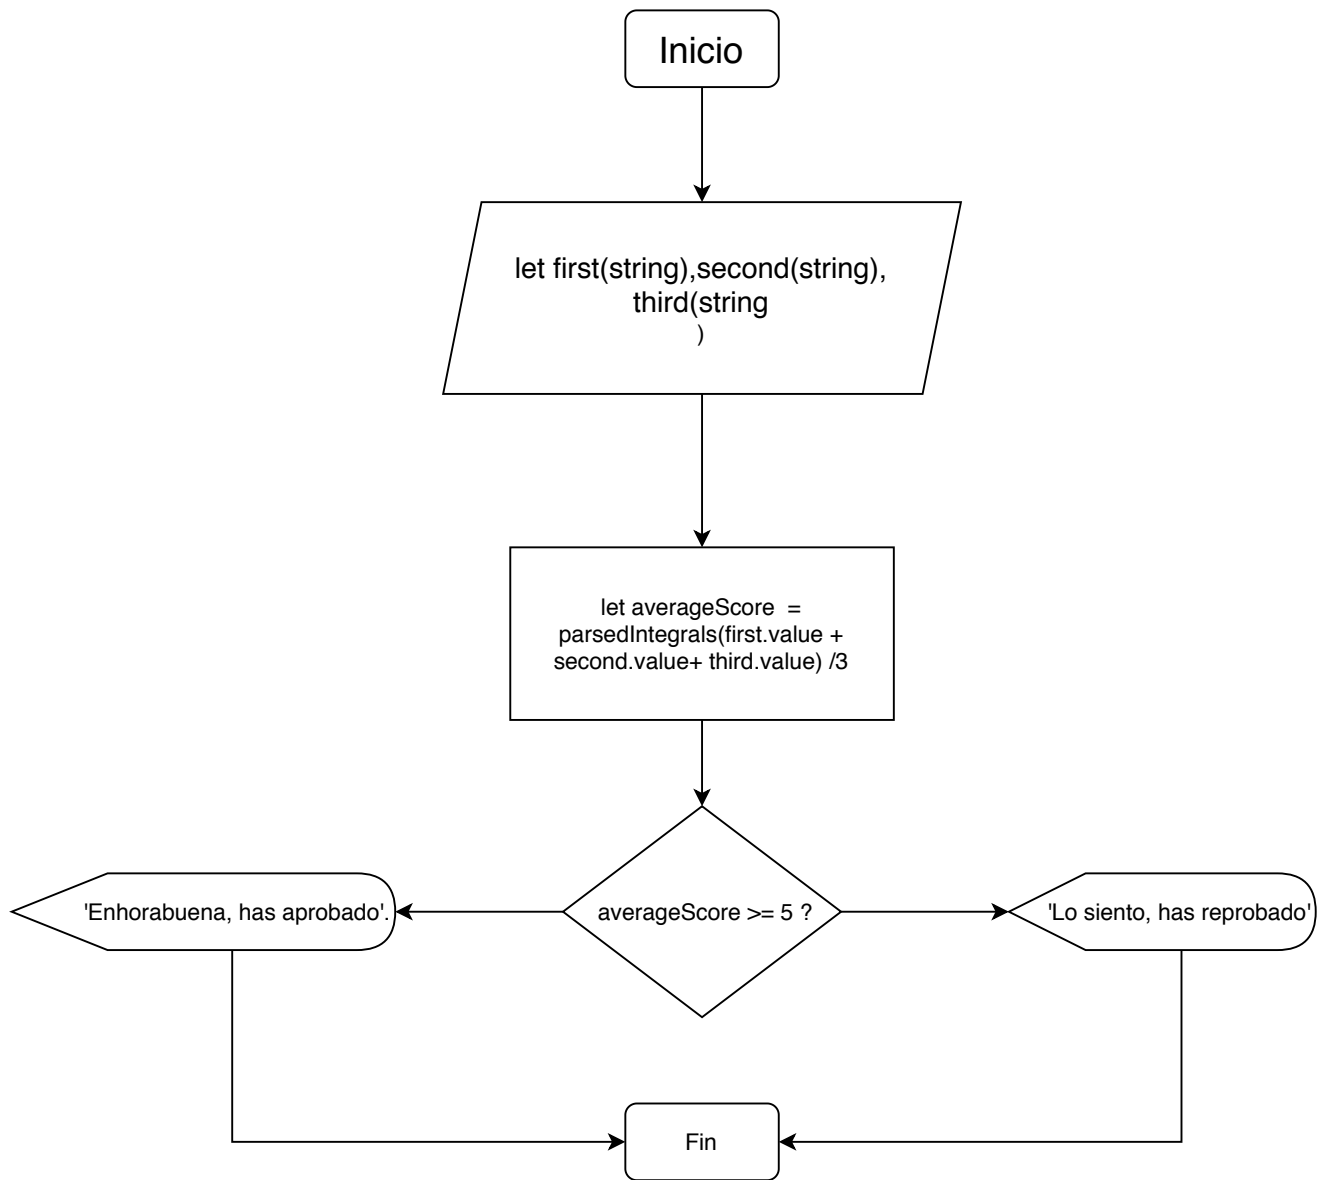 Inicio
let first(string),second(string),
third(string
)
let averageScore  =
parsedIntegrals(first.value +
second.value+ third.value) /3
'Enhorabuena, has aprobado'.
averageScore >= 5 ?
'Lo siento, has reprobado'
Fin